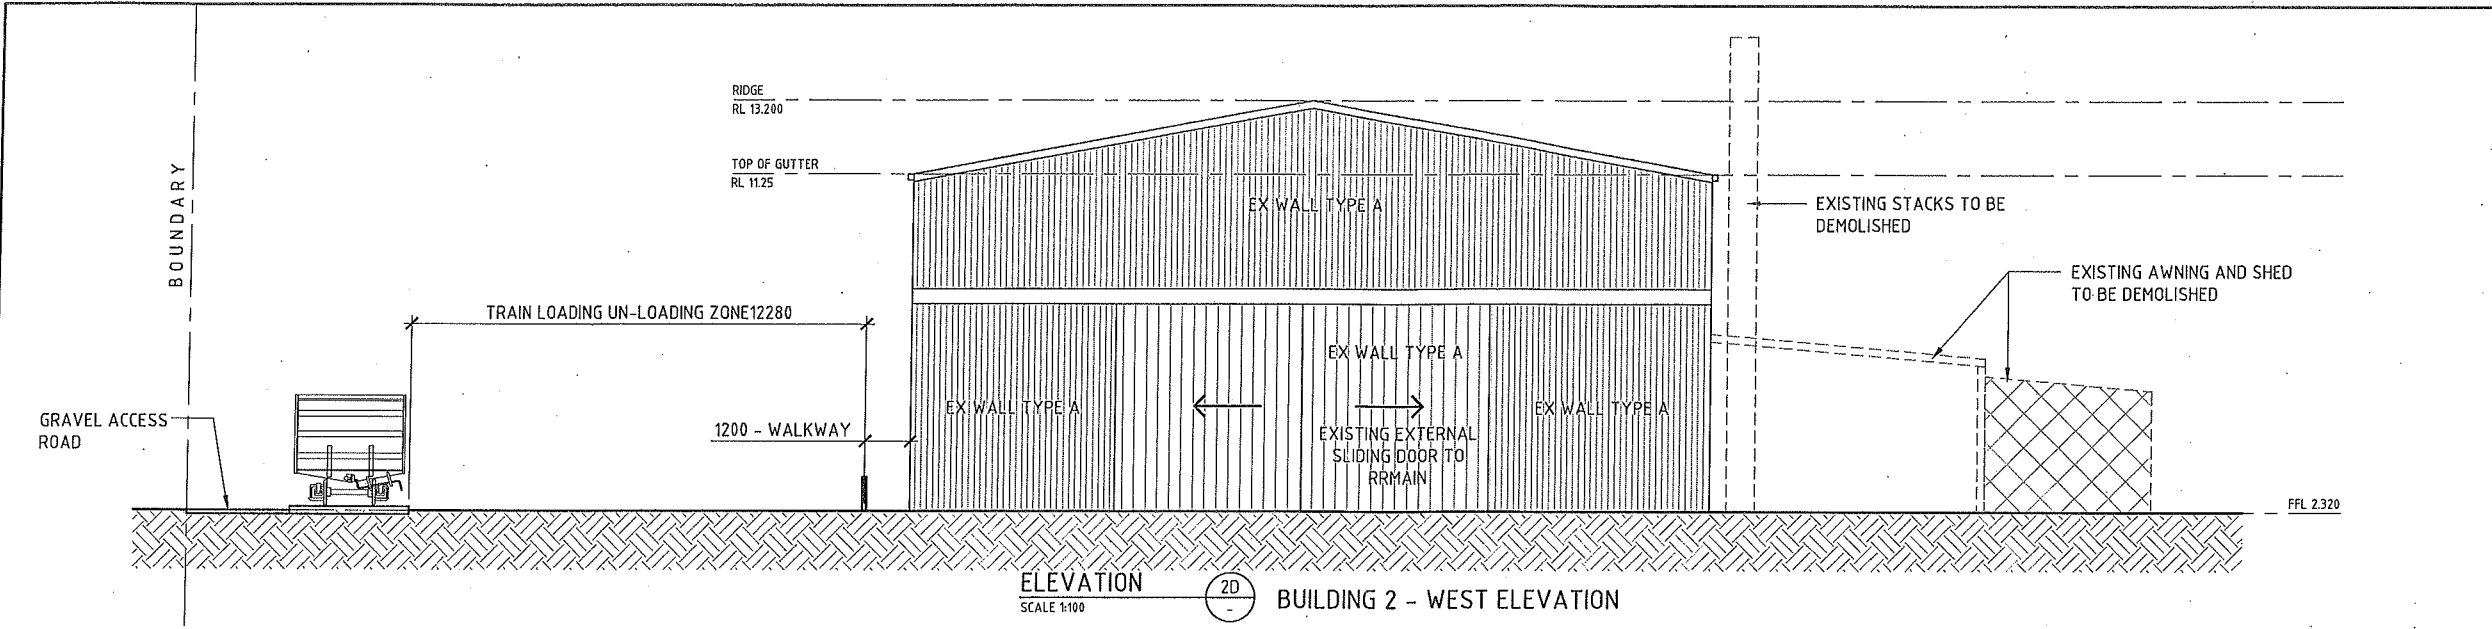 RIDGE
RL 13.200
TOP OF GUTTER
RL 11.25
BOUNDARY
EX WALL TYPE A
EXISTING STACKS TO BE
DEMOLISHED
EXISTING AWNING AND SHED
TO BE DEMOLISHED
TRAIN LOADING UN-LOADING ZONE12280
EX WALL TYPE A
GRAVEL ACCESS
ROAD
1200 - WALKWAY
EX WALL TYPE A
EX WALL TYPE A
EXISTING EXTERNAL
SLIDING DOOR TO
RRMAIN
FFL 2.320
ELEVATION
SCALE 1:100
2D
-
BUILDING 2 - WEST ELEVATION